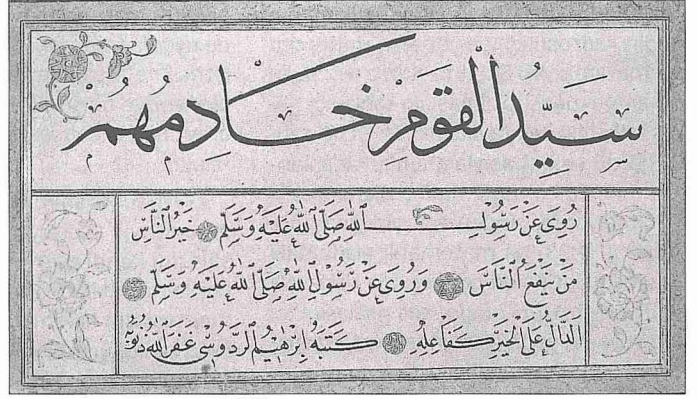 سَيِّدُ الْقَوْمِ خَادِمُهُمْ
رُوِىَ عَنْ رَسُولِ اللهِ صَلَّى اللهُ عَلَيْهِ وَسَلَّمَ خَيْرُ النَّاسِ
مَنْ يَنْفَعُ النَّاسَ وَرُوِىَ عَنْ رَسُولِ اللهِ صَلَّى اللهُ عَلَيْهِ وَسَلَّمَ
الدَّالُّ عَلَى الْخَيْرِ كَفَاعِلِهِ كَتَبَهُ اِبْرٰهِيمُ الرَّدُوسِى غَفَرَ اللهُ ذُنُوبَهُ